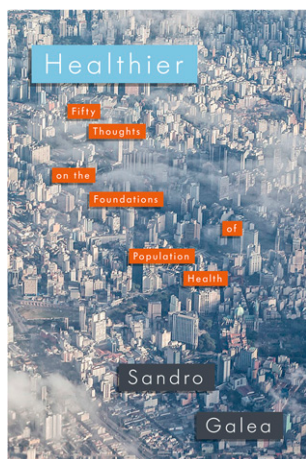 Healthier
Fifty
Thoughts
on the
Foundations
of
Population
Health
Sandro
Galea